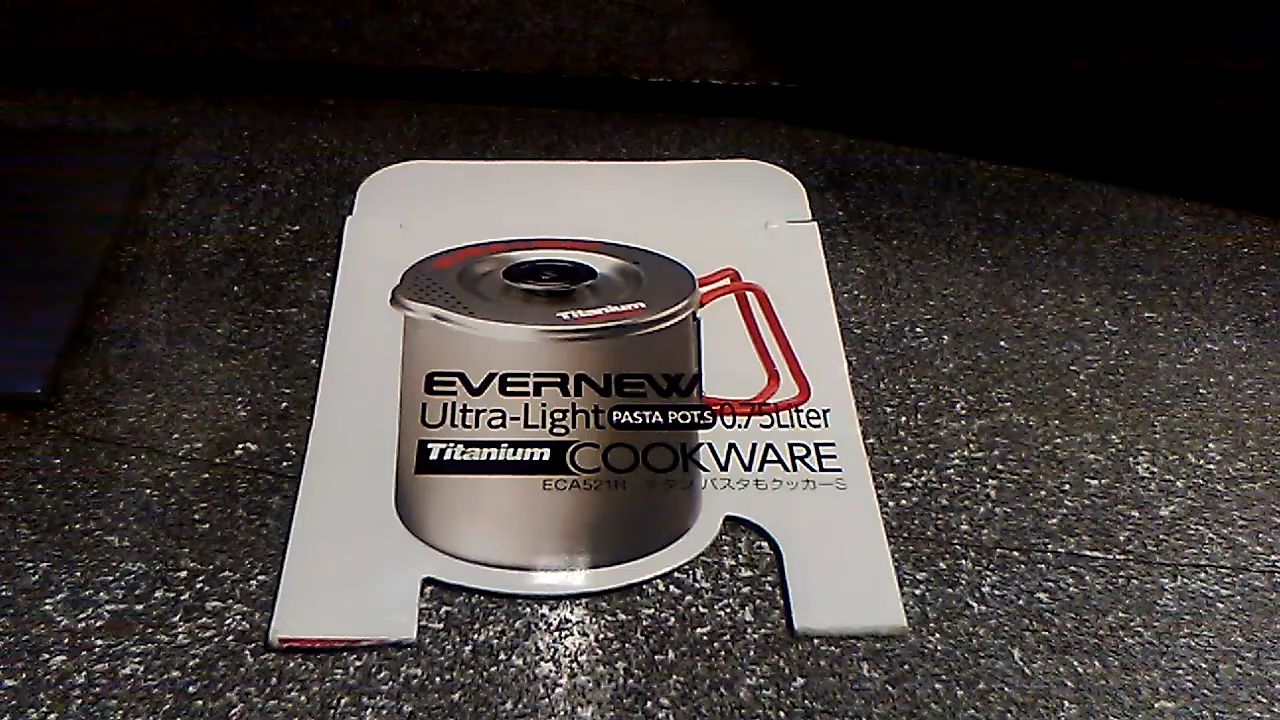 Titanium
EVERNEW
Ultra-Light PASTA POT.S 0.75Liter
Titanium COOKWARE
ECA521R チタン パスタもクッカーS